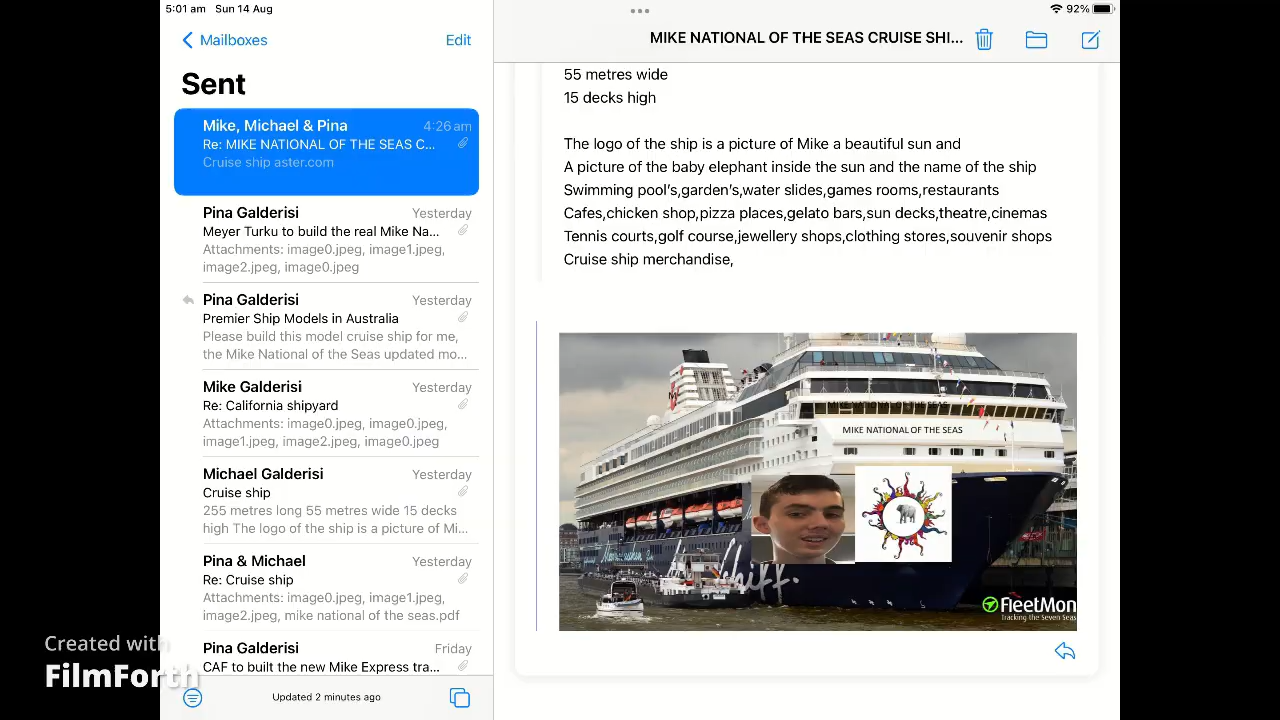 5:01 am Sun 14 Aug
92%
Mailboxes
Edit
Sent
Mike, Michael & Pina 4:26 am
Re: MIKE NATIONAL OF THE SEAS C...
Cruise ship aster.com
Pina Galderisi Yesterday
Meyer Turku to build the real Mike Na...
Attachments: image0.jpeg, image1.jpeg,
image2.jpeg, image0.jpeg
Pina Galderisi Yesterday
Premier Ship Models in Australia
Please build this model cruise ship for me,
the Mike National of the Seas updated mo...
Mike Galderisi Yesterday
Re: California shipyard
Attachments: image0.jpeg, image0.jpeg,
image1.jpeg, image2.jpeg, image0.jpeg
Michael Galderisi Yesterday
Cruise ship
255 metres long 55 metres wide 15 decks
high The logo of the ship is a picture of Mi...
Pina & Michael Yesterday
Re: Cruise ship
Attachments: image0.jpeg, image1.jpeg,
image2.jpeg, mike national of the seas.pdf
Pina Galderisi Friday
CAF to built the new Mike Express tra...
Updated 2 minutes ago
MIKE NATIONAL OF THE SEAS CRUISE SHI...
55 metres wide
15 decks high
The logo of the ship is a picture of Mike a beautiful sun and
A picture of the baby elephant inside the sun and the name of the ship
Swimming pool's,garden's,water slides,games rooms,restaurants
Cafes,chicken shop,pizza places,gelato bars,sun decks,theatre,cinemas
Tennis courts,golf course,jewellery shops,clothing stores,souvenir shops
Cruise ship merchandise,
MIKE NATIONAL OF THE SEAS
MIKE NATIONAL OF THE SEAS
FleetMon
Tracking the Seven Seas
Created with
FilmForth